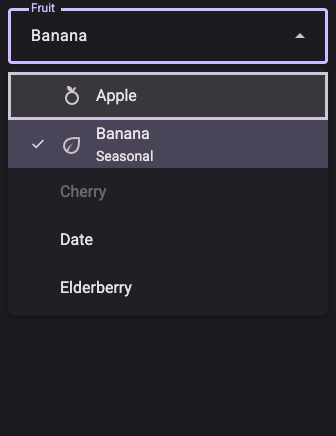 Fruit
Banana
Apple
Banana
Seasonal
Cherry
Date
Elderberry